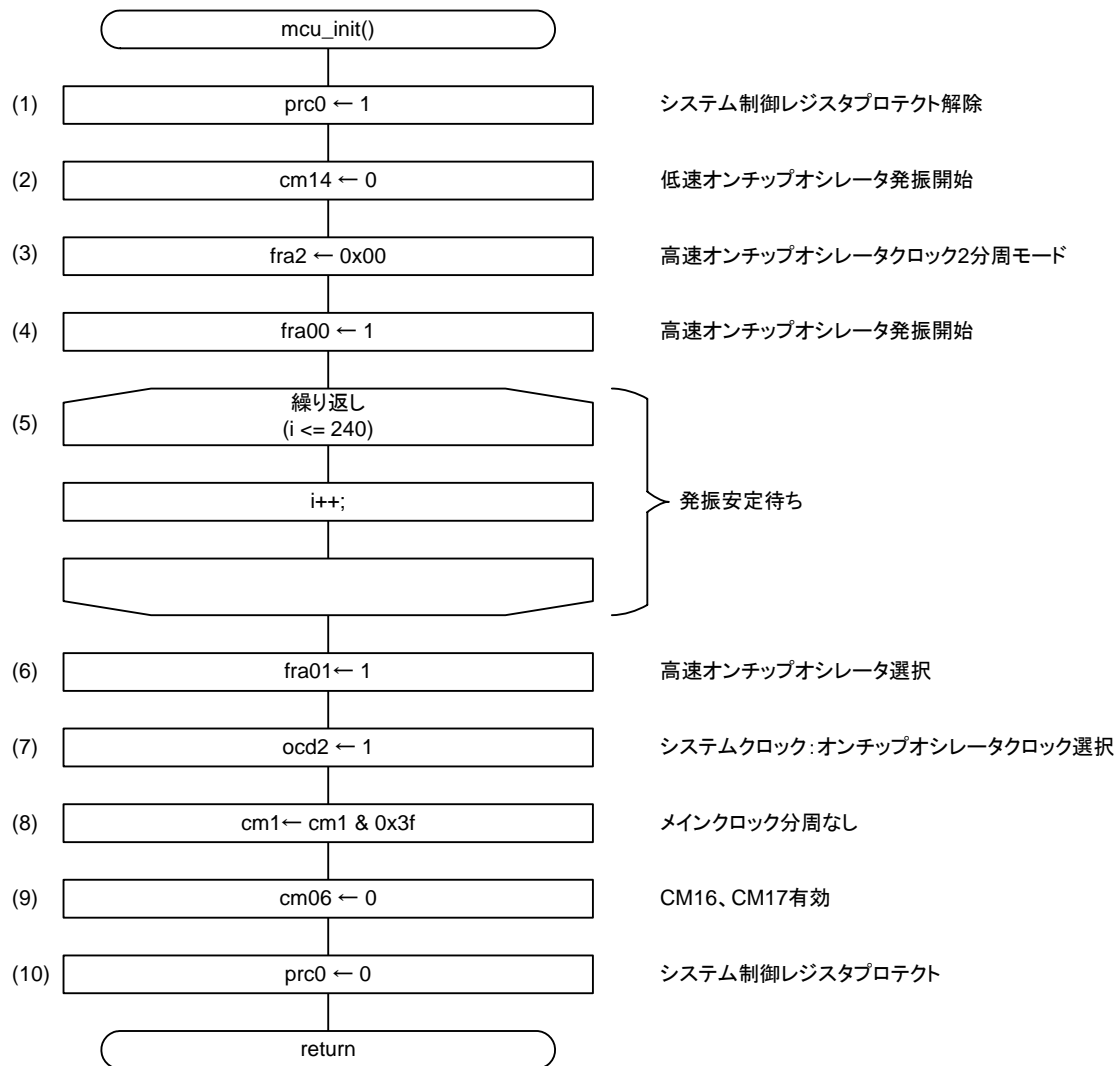 mcu_init()
(1) prc0 ← 1 システム制御レジスタプロテクト解除
(2) cm14 ← 0 低速オンチップオシレータ発振開始
(3) fra2 ← 0x00 高速オンチップオシレータクロック2分周モード
(4) fra00 ← 1 高速オンチップオシレータ発振開始
(5) 繰り返し
(i <= 240)
i++; 発振安定待ち
(6) fra01← 1 高速オンチップオシレータ選択
(7) ocd2 ← 1 システムクロック：オンチップオシレータクロック選択
(8) cm1← cm1 & 0x3f メインクロック分周なし
(9) cm06 ← 0 CM16、CM17有効
(10) prc0 ← 0 システム制御レジスタプロテクト
return